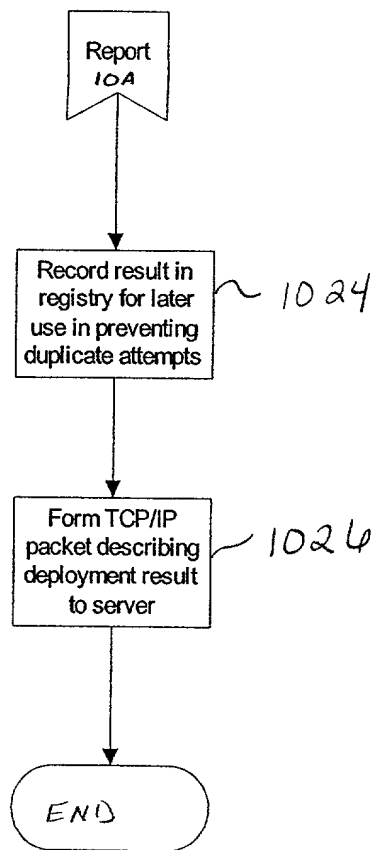 Report
10A
Record result in
registry for later
use in preventing
duplicate attempts
1024
Form TCP/IP
packet describing
deployment result
to server
1026
END